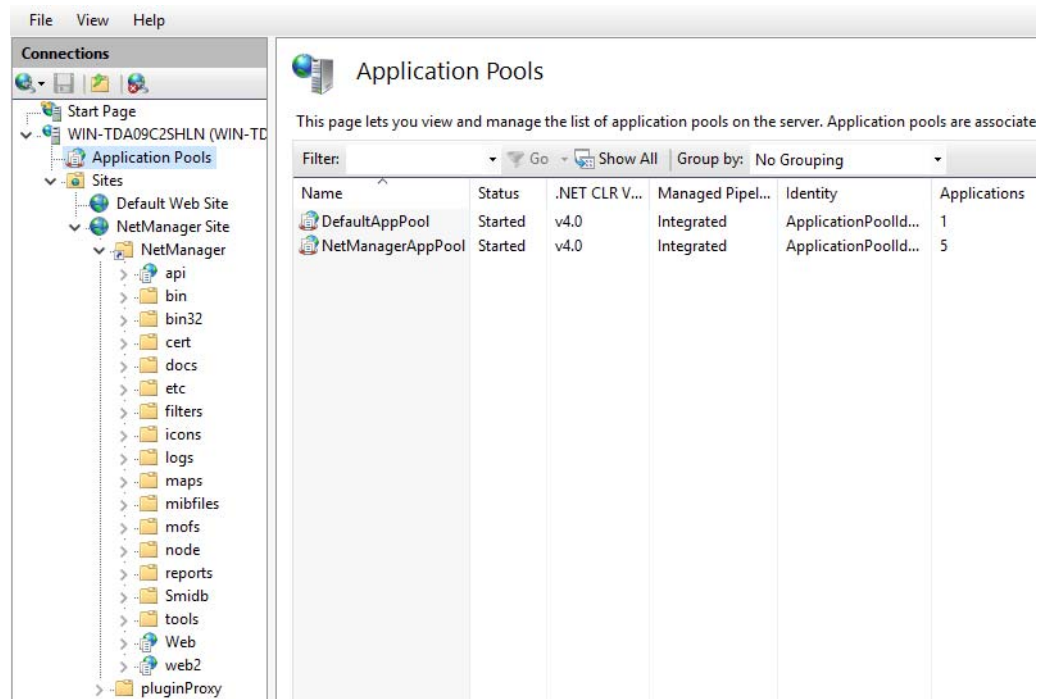 File View Help
Connections
Start Page
WIN-TDA09C2SHLN (WIN-TD
Application Pools
Sites
Default Web Site
NetManager Site
NetManager
api
bin
bin32
cert
docs
etc
filters
icons
logs
maps
mibfiles
mofs
node
reports
Smidb
tools
Web
web2
pluginProxy
Application Pools
This page lets you view and manage the list of application pools on the server. Application pools are associate
Filter: Go Show All Group by: No Grouping
Name Status .NET CLR V... Managed Pipel... Identity Applications
DefaultAppPool Started v4.0 Integrated ApplicationPoolId... 1
NetManagerAppPool Started v4.0 Integrated ApplicationPoolId... 5